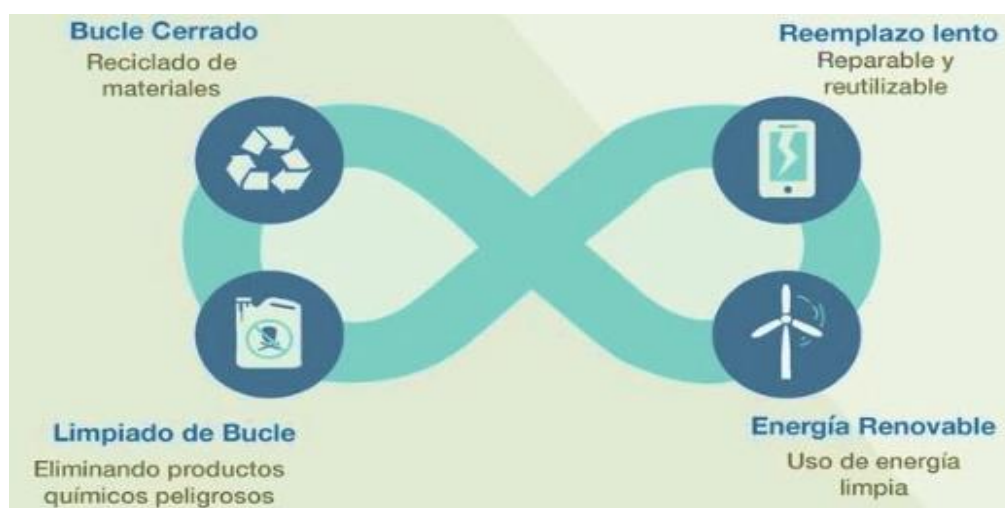 Bucle Cerrado
Reciclado de
materiales
Reemplazo lento
Reparable y
reutilizable
Limpiado de Bucle
Eliminando productos
químicos peligrosos
Energía Renovable
Uso de energía
limpia